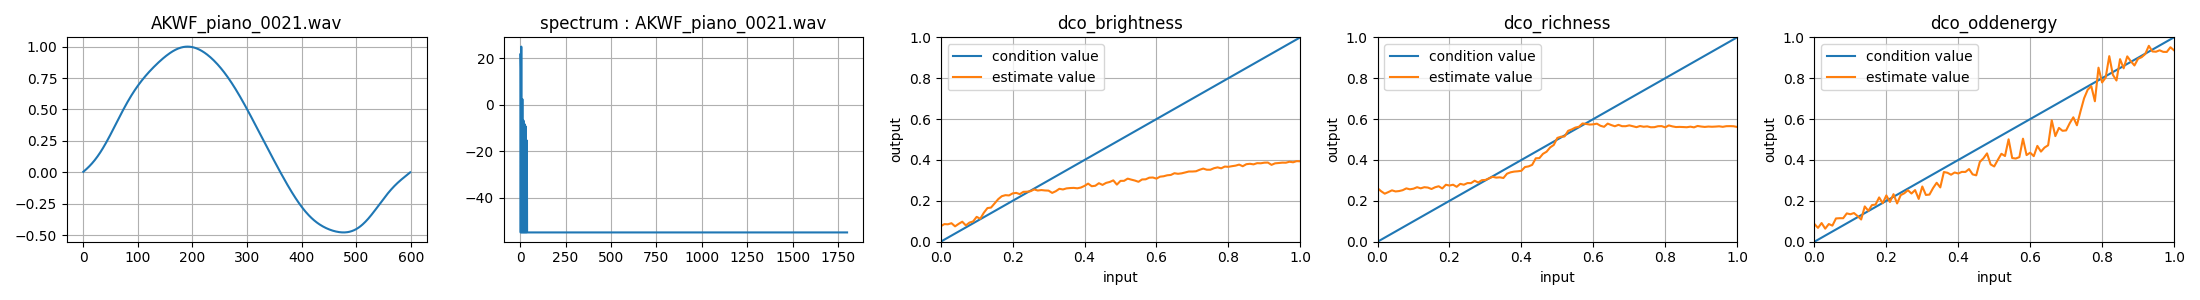 AKWF_piano_0021.wav
1.00
0.75
0.50
0.25
0.00
−0.25
−0.50
0 100 200 300 400 500 600
spectrum : AKWF_piano_0021.wav
20
0
−20
−40
0 250 500 750 1000 1250 1500 1750
dco_brightness
condition value
estimate value
output
1.0
0.8
0.6
0.4
0.2
0.0
0.0 0.2 0.4 0.6 0.8 1.0
input
dco_richness
condition value
estimate value
output
1.0
0.8
0.6
0.4
0.2
0.0
0.0 0.2 0.4 0.6 0.8 1.0
input
dco_oddenergy
condition value
estimate value
output
1.0
0.8
0.6
0.4
0.2
0.0
0.0 0.2 0.4 0.6 0.8 1.0
input